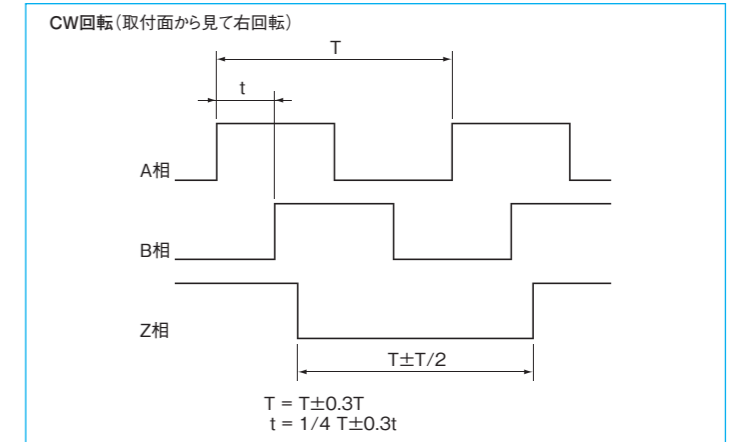 CW回転(取付面から見て右回転)
T
t
A相
B相
Z相
T±T/2
T = T±0.3T
t = 1/4 T±0.3t